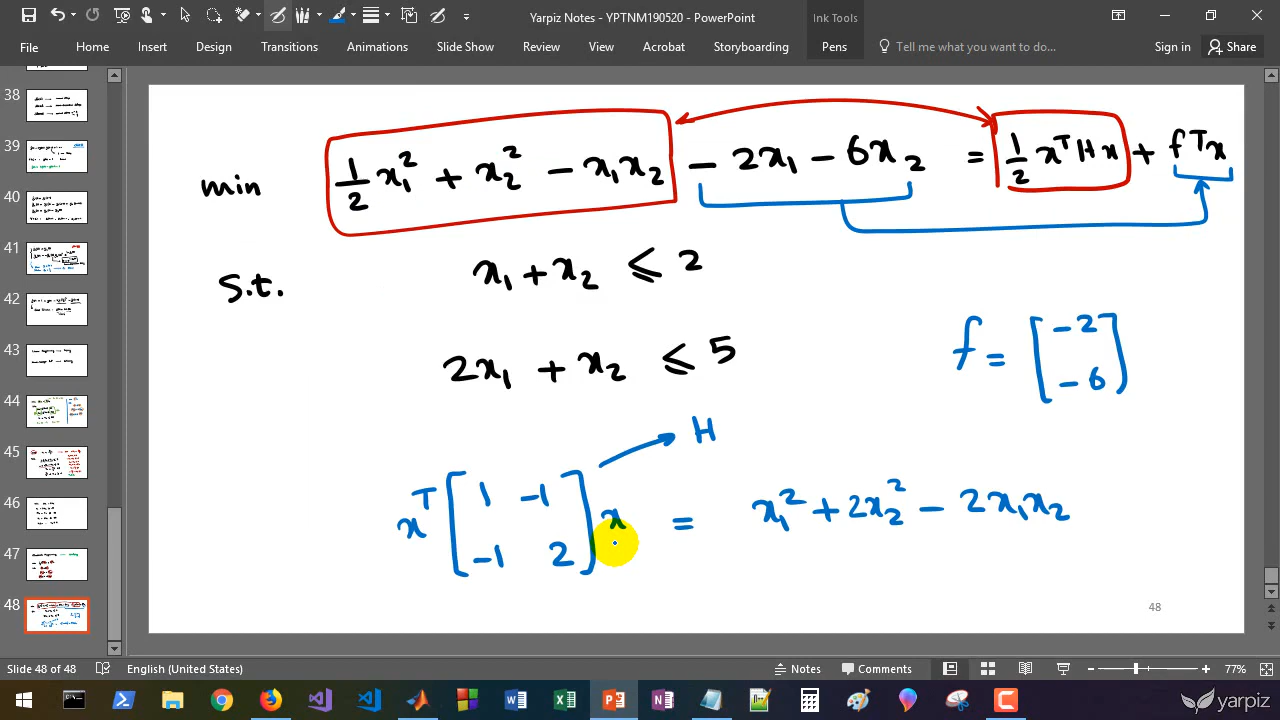 Yarpiz Notes - YPTNM190520 - PowerPoint
Ink Tools
File Home Insert Design Transitions Animations Slide Show Review View Acrobat Storyboarding Pens Tell me what you want to do... Sign in Share
38
39
40
41
42
43
44
45
46
47
48
min ½ x₁² + x₂² − x₁x₂ − 2x₁ − 6x₂ = ½ xᵀHx + fᵀx
s.t. x₁ + x₂ ⩽ 2
2x₁ + x₂ ⩽ 5
f = [−2
−6]
H
xᵀ [1 −1
−1 2] x = x₁² + 2x₂² − 2x₁x₂
48
Slide 48 of 48 English (United States) Notes Comments 77%
yarpiz